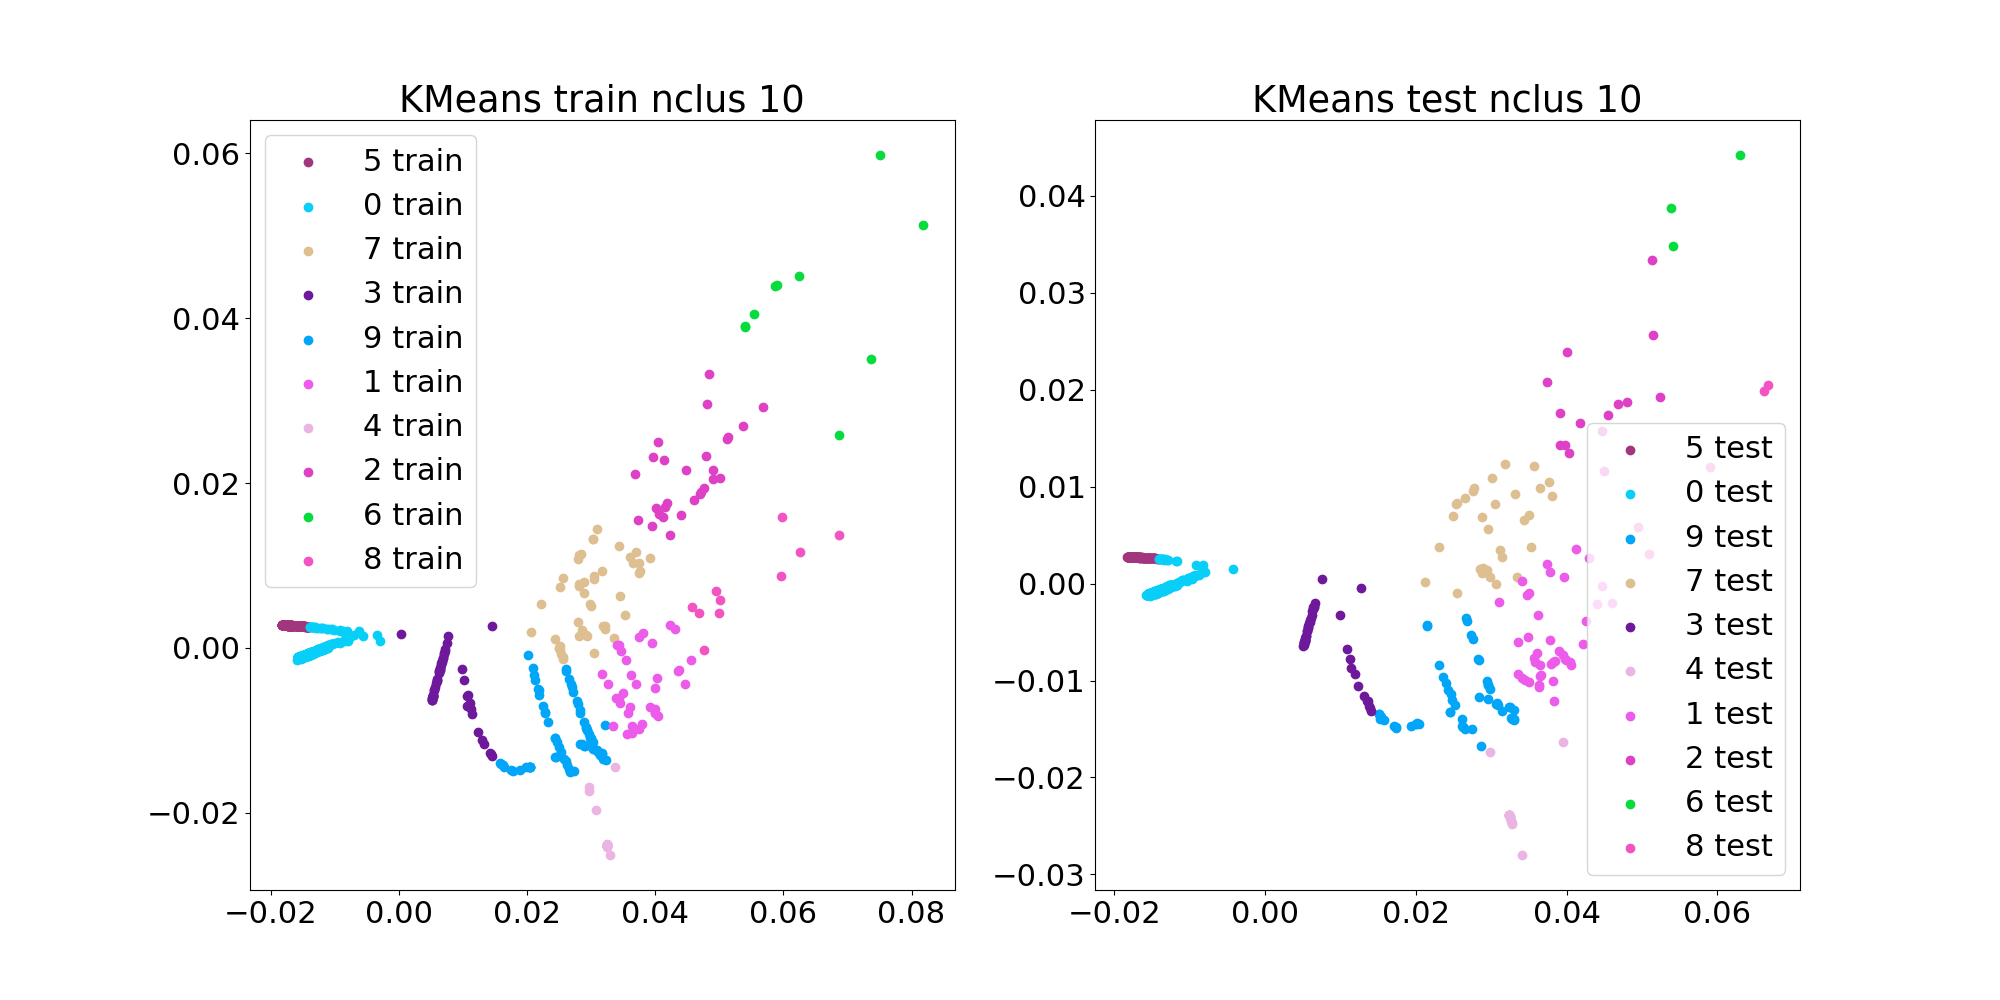 KMeans train nclus 10
0.06
0.04
0.02
0.00
−0.02
−0.02 0.00 0.02 0.04 0.06 0.08
5 train
0 train
7 train
3 train
9 train
1 train
4 train
2 train
6 train
8 train
KMeans test nclus 10
0.04
0.03
0.02
0.01
0.00
−0.01
−0.02
−0.03
−0.02 0.00 0.02 0.04 0.06
5 test
0 test
9 test
7 test
3 test
4 test
1 test
2 test
6 test
8 test